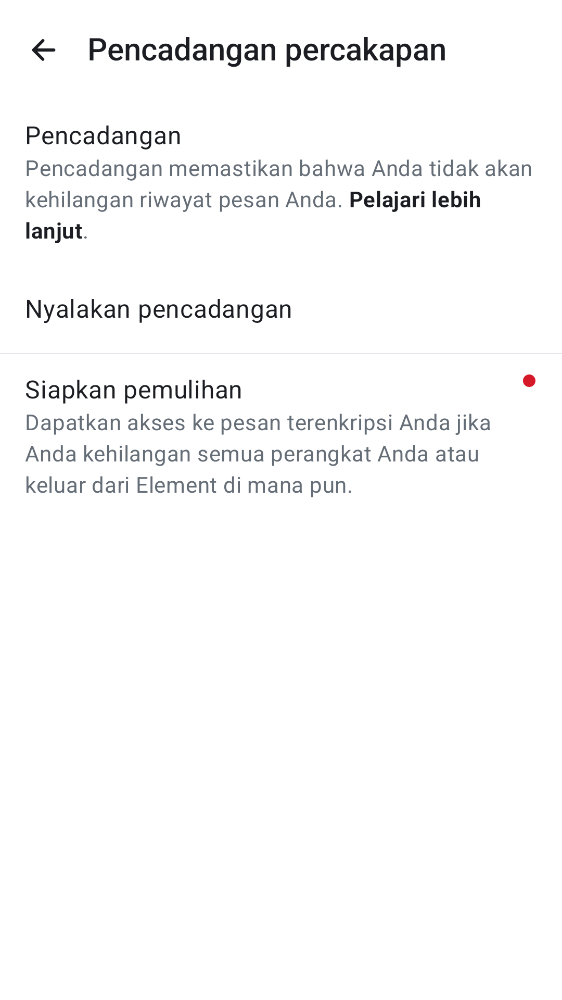 Pencadangan percakapan
Pencadangan
Pencadangan memastikan bahwa Anda tidak akan
kehilangan riwayat pesan Anda. Pelajari lebih
lanjut.
Nyalakan pencadangan
Siapkan pemulihan
Dapatkan akses ke pesan terenkripsi Anda jika
Anda kehilangan semua perangkat Anda atau
keluar dari Element di mana pun.